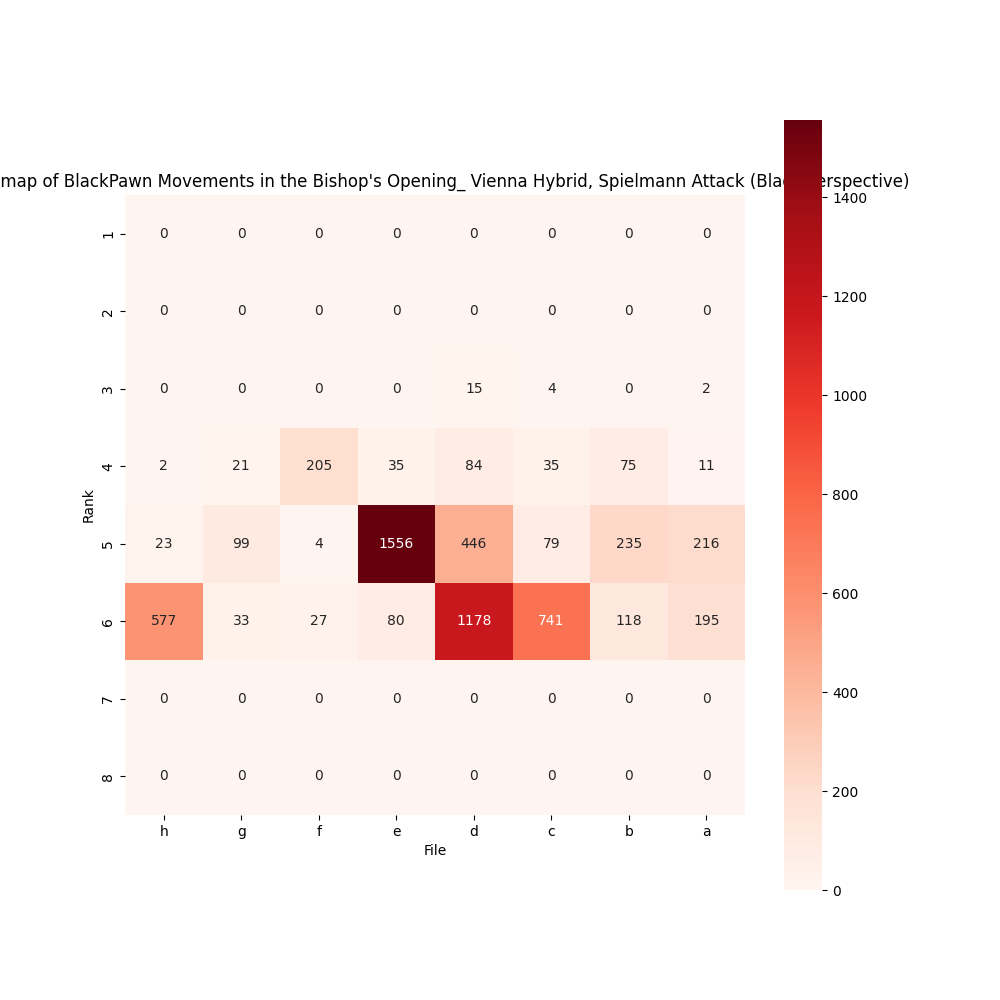 map of BlackPawn Movements in the Bishop's Opening_ Vienna Hybrid, Spielmann Attack (Bla erspective)
1 0 0 0 0 0 0 0 0
2 0 0 0 0 0 0 0 0
3 0 0 0 0 15 4 0 2
4 2 21 205 35 84 35 75 11
5 23 99 4 1556 446 79 235 216
6 577 33 27 80 1178 741 118 195
7 0 0 0 0 0 0 0 0
8 0 0 0 0 0 0 0 0
h g f e d c b a
Rank
File
1400
1200
1000
800
600
400
200
0